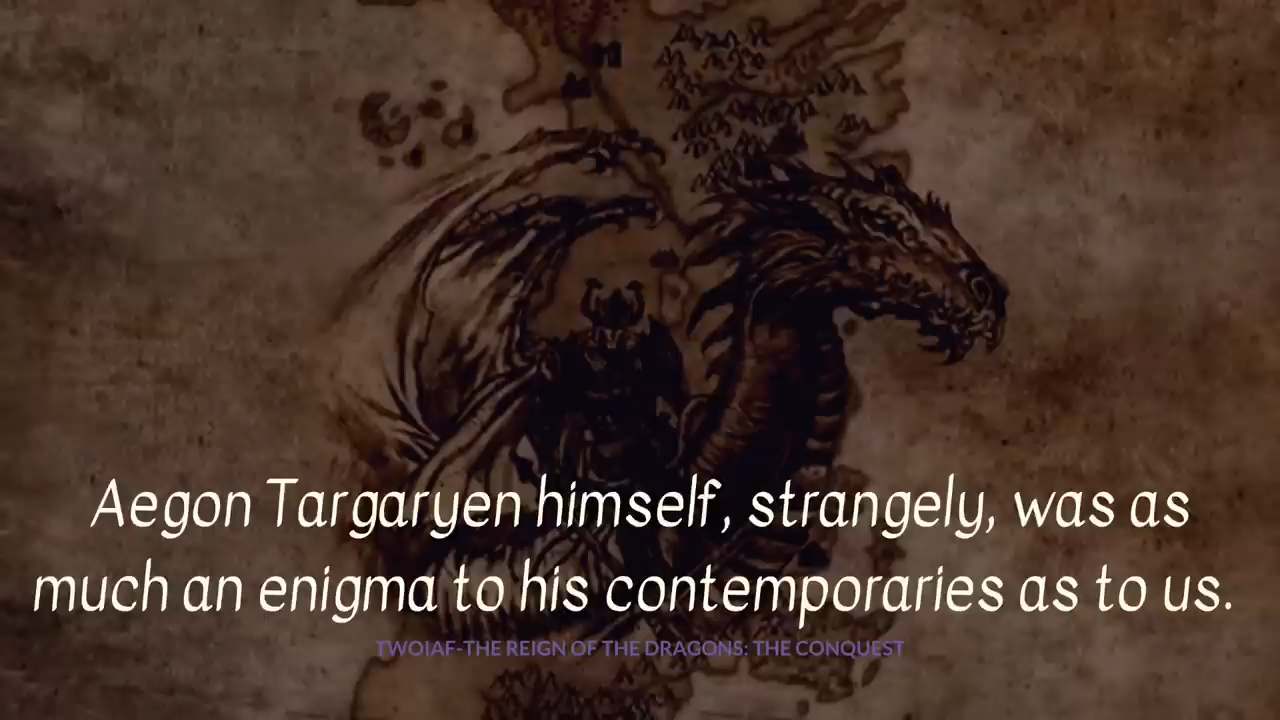 Aegon Targaryen himself, strangely, was as
much an enigma to his contemporaries as to us.
TWOIAF-THE REIGN OF THE DRAGONS: THE CONQUEST